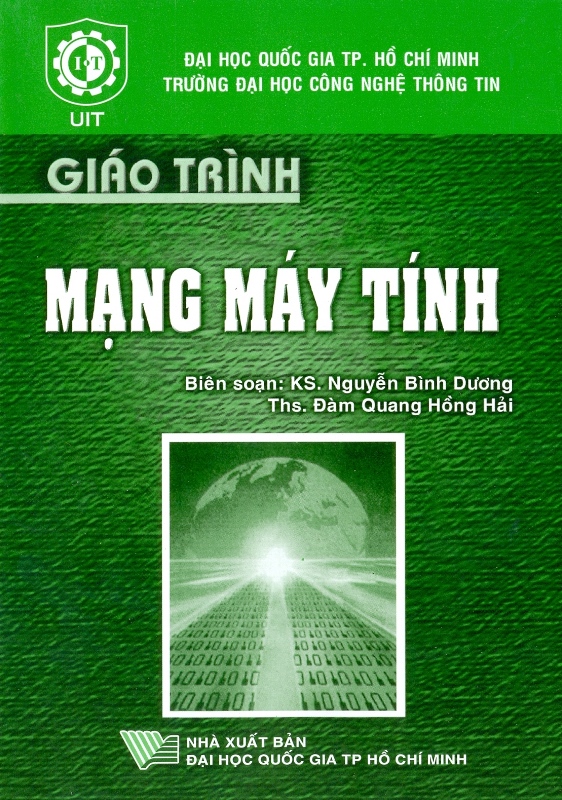 I T
UIT
ĐẠI HỌC QUỐC GIA TP. HỒ CHÍ MINH
TRƯỜNG ĐẠI HỌC CÔNG NGHỆ THÔNG TIN
GIÁO TRÌNH
MẠNG MÁY TÍNH
Biên soạn: KS. Nguyễn Bình Dương
Ths. Đàm Quang Hồng Hải
NHÀ XUẤT BẢN
ĐẠI HỌC QUỐC GIA TP HỒ CHÍ MINH